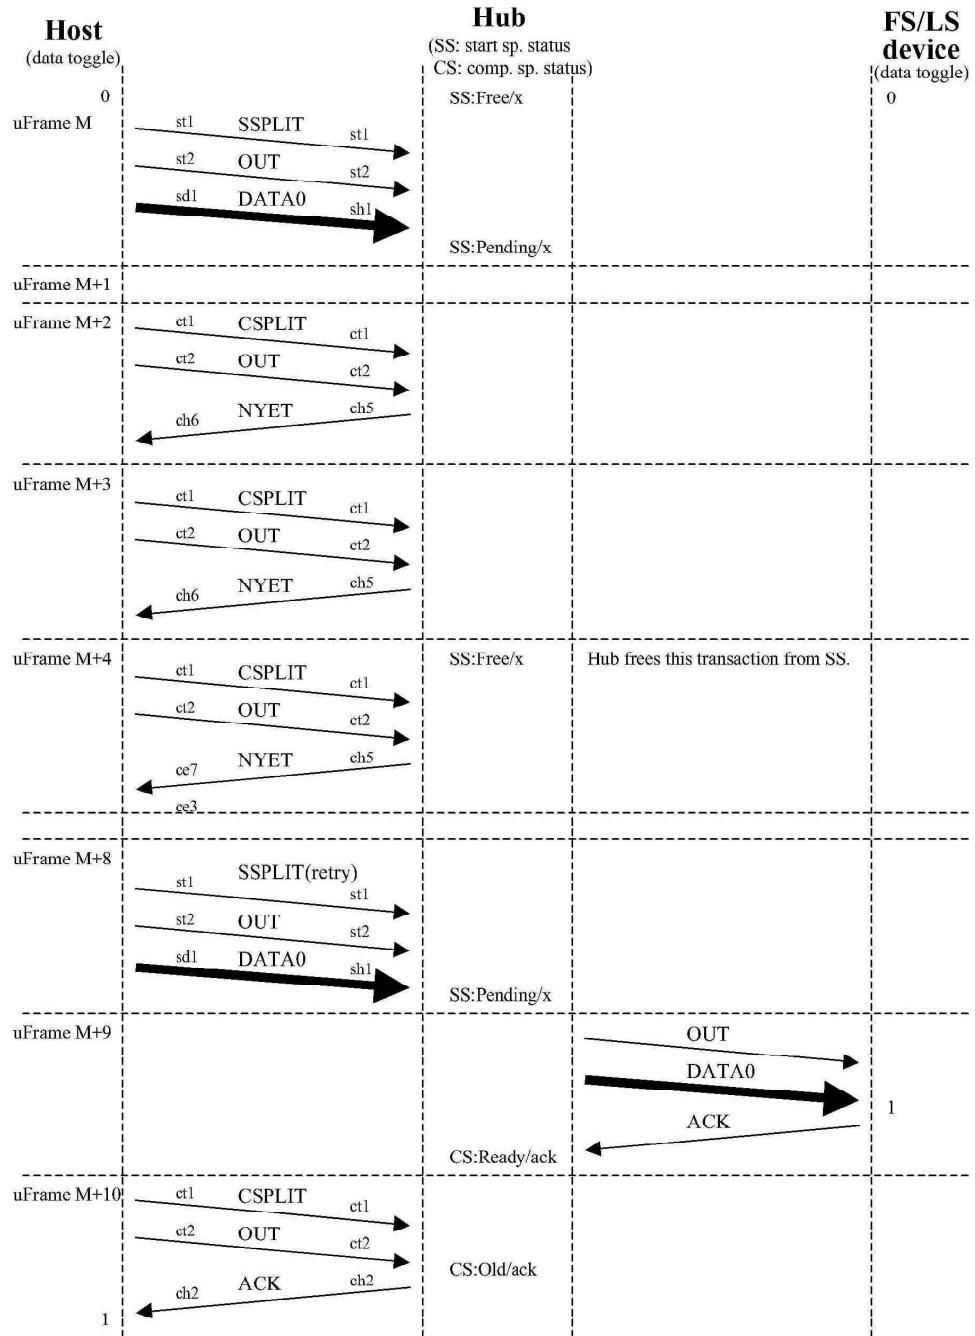 Host
(data toggle)
Hub
(SS: start sp. status
CS: comp. sp. status)
FS/LS
device
(data toggle)
0
SS:Free/x
0
uFrame M
st1 SSPLIT st1
st2 OUT st2
sd1 DATA0 sh1
SS:Pending/x
uFrame M+1
uFrame M+2
ct1 CSPLIT ct1
ct2 OUT ct2
ch6 NYET ch5
uFrame M+3
ct1 CSPLIT ct1
ct2 OUT ct2
ch6 NYET ch5
uFrame M+4
SS:Free/x
Hub frees this transaction from SS.
ct1 CSPLIT ct1
ct2 OUT ct2
ce7 NYET ch5
ce3
uFrame M+8
SSPLIT(retry)
st1 st1
st2 OUT st2
sd1 DATA0 sh1
SS:Pending/x
uFrame M+9
OUT
DATA0
1
ACK
CS:Ready/ack
uFrame M+10
ct1 CSPLIT ct1
ct2 OUT ct2
CS:Old/ack
ch2 ACK ch2
1